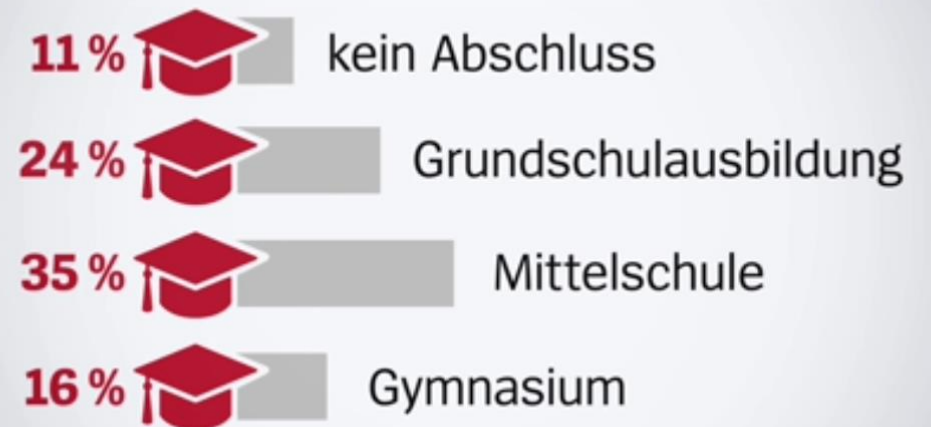 11 % kein Abschluss
24 % Grundschulausbildung
35 % Mittelschule
16 % Gymnasium